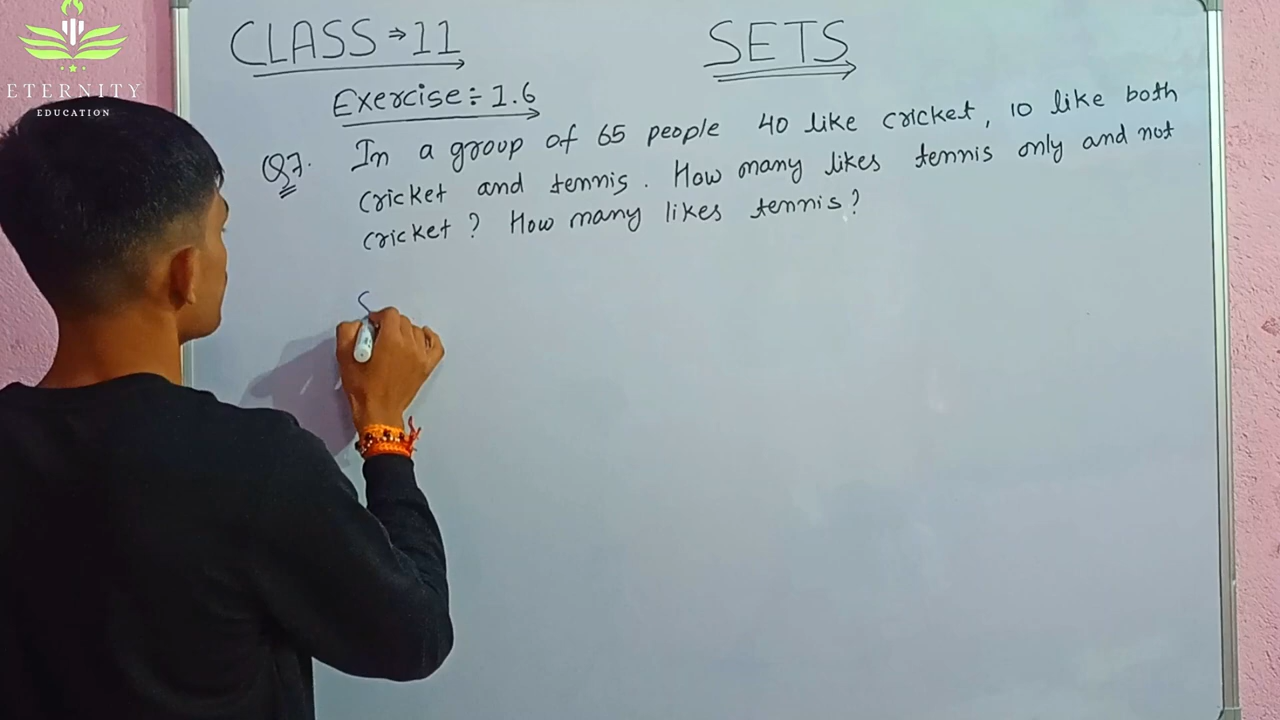 ETERNITY
EDUCATION
CLASS → 11
SETS
Exercise ÷ 1.6
Q7. In a group of 65 people 40 like cricket, 10 like both
cricket and tennis. How many likes tennis only and not
cricket? How many likes tennis?
S